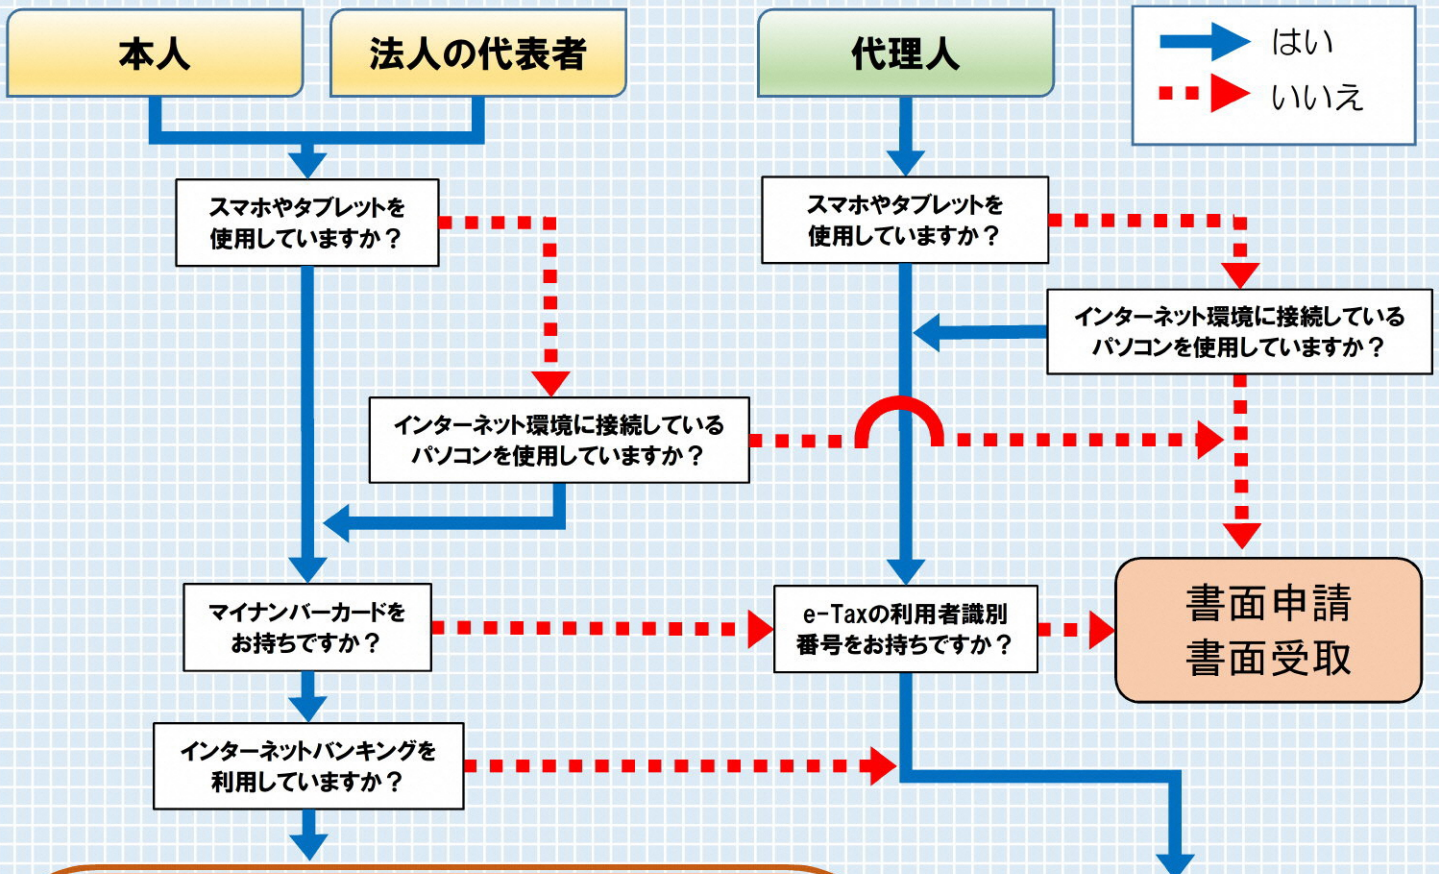 本人
法人の代表者
代理人
はい
いいえ
スマホやタブレットを
使用していますか？
スマホやタブレットを
使用していますか？
インターネット環境に接続している
パソコンを使用していますか？
インターネット環境に接続している
パソコンを使用していますか？
マイナンバーカードを
お持ちですか？
e-Taxの利用者識別
番号をお持ちですか？
書面申請
書面受取
インターネットバンキングを
利用していますか？